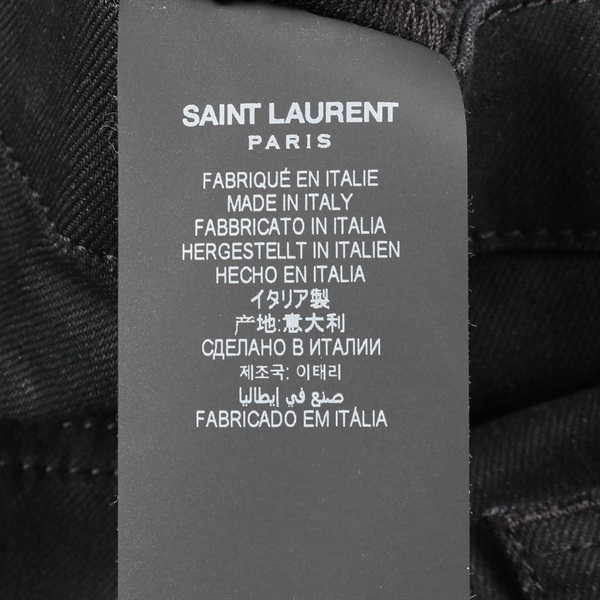 SAINT LAURENT
PARIS
FABRIQUÉ EN ITALIE
MADE IN ITALY
FABBRICATO IN ITALIA
HERGESTELLT IN ITALIEN
HECHO EN ITALIA
イタリア製
产地:意大利
СДЕЛАНО В ИТАЛИИ
제조국: 이태리
صنع في إيطاليا
FABRICADO EM ITÁLIA